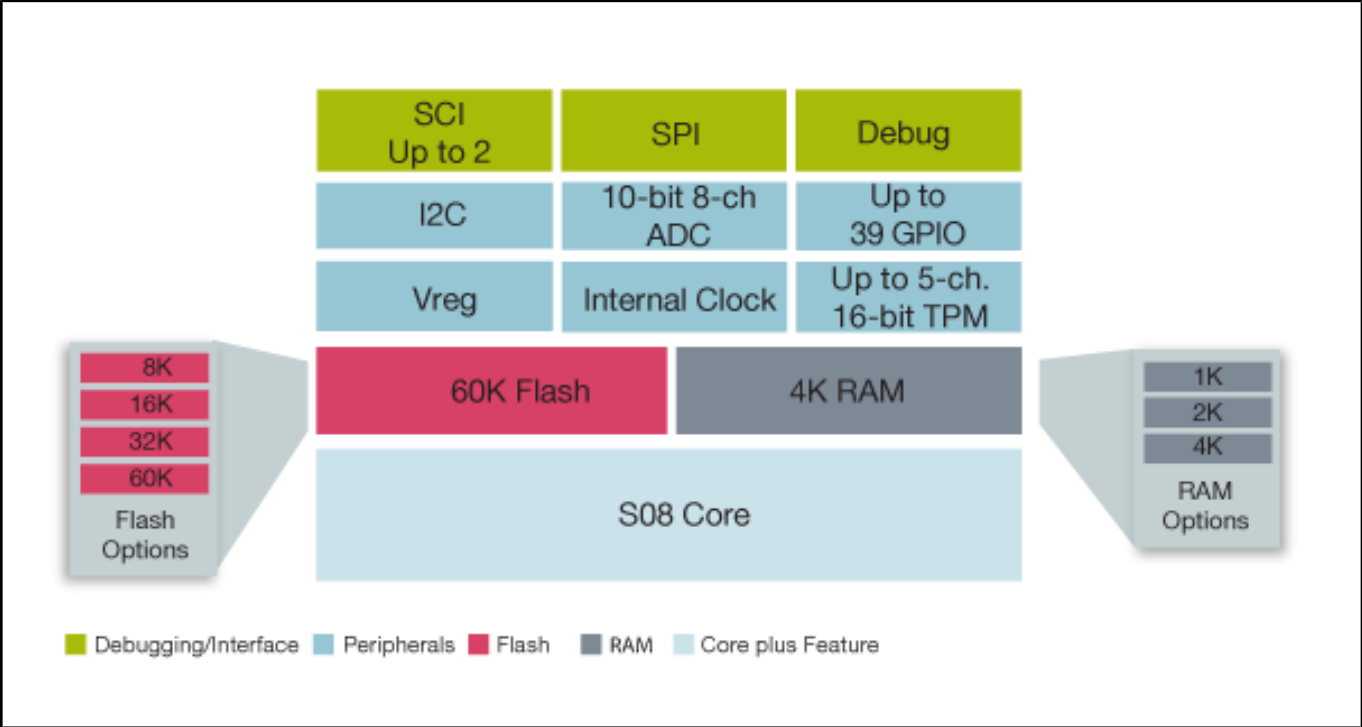 SCI
Up to 2
SPI
Debug
I2C
10-bit 8-ch
ADC
Up to
39 GPIO
Vreg
Internal Clock
Up to 5-ch.
16-bit TPM
8K
16K
32K
60K
Flash
Options
60K Flash
4K RAM
1K
2K
4K
RAM
Options
S08 Core
Debugging/Interface
Peripherals
Flash
RAM
Core plus Feature